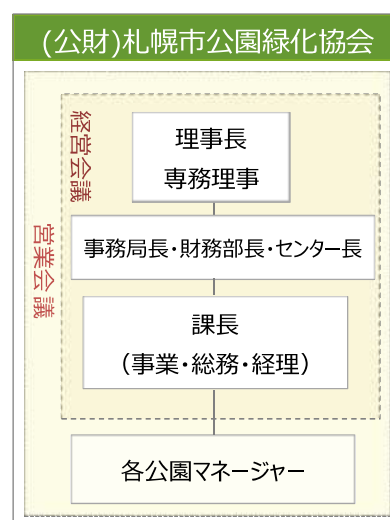 (公財)札幌市公園緑化協会
経営会議
理事長
専務理事
営業会議
事務局長・財務部長・センター長
課長
（事業・総務・経理）
各公園マネージャー